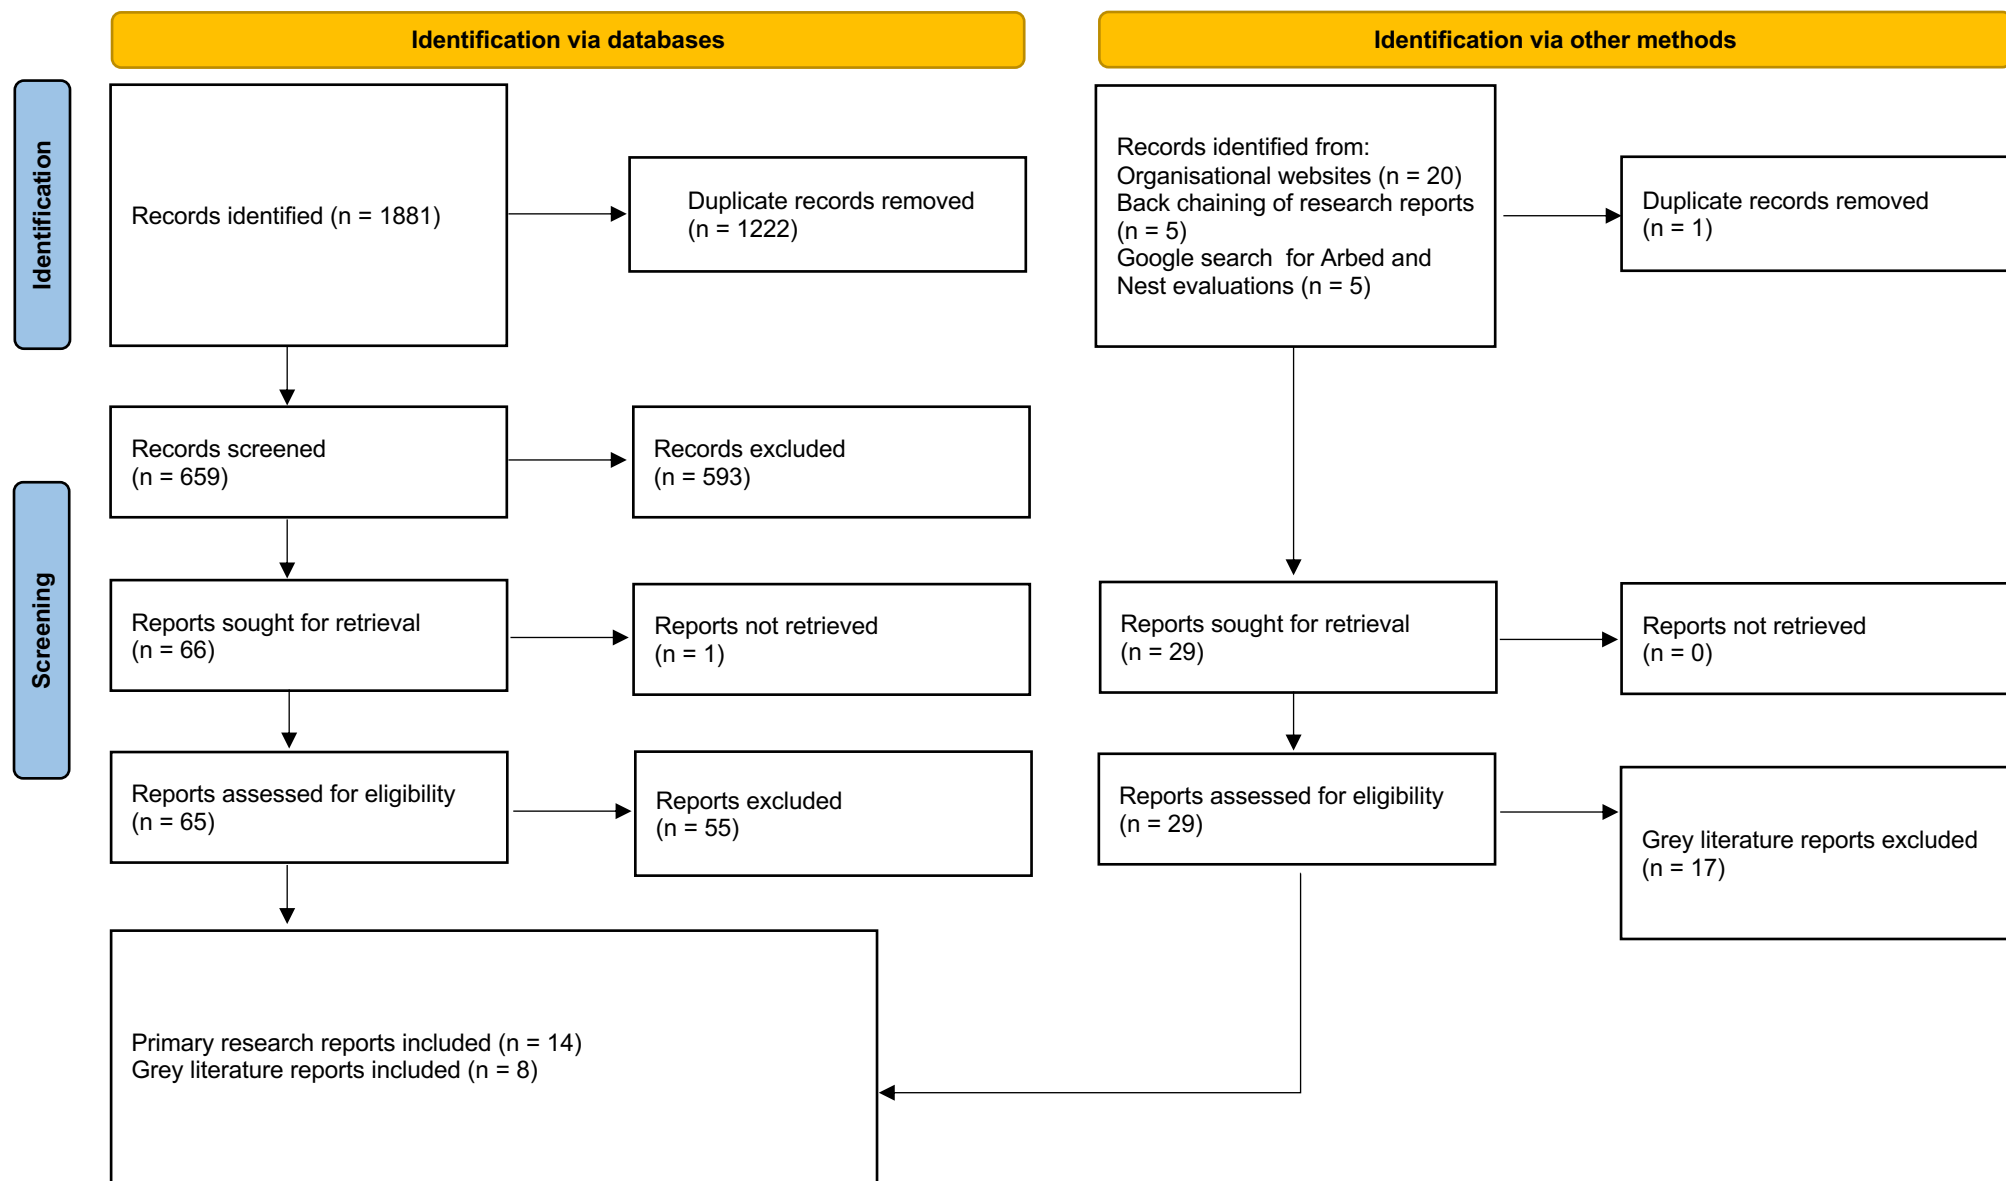 Identification via databases
Identification via other methods
Identification
Records identified (n = 1881)
Duplicate records removed
(n = 1222)
Records identified from:
Organisational websites (n = 20)
Back chaining of research reports
(n = 5)
Google search  for Arbed and
Nest evaluations (n = 5)
Duplicate records removed
(n = 1)
Screening
Records screened
(n = 659)
Records excluded
(n = 593)
Reports sought for retrieval
(n = 66)
Reports not retrieved
(n = 1)
Reports sought for retrieval
(n = 29)
Reports not retrieved
(n = 0)
Reports assessed for eligibility
(n = 65)
Reports excluded
(n = 55)
Reports assessed for eligibility
(n = 29)
Grey literature reports excluded
(n = 17)
Primary research reports included (n = 14)
Grey literature reports included (n = 8)